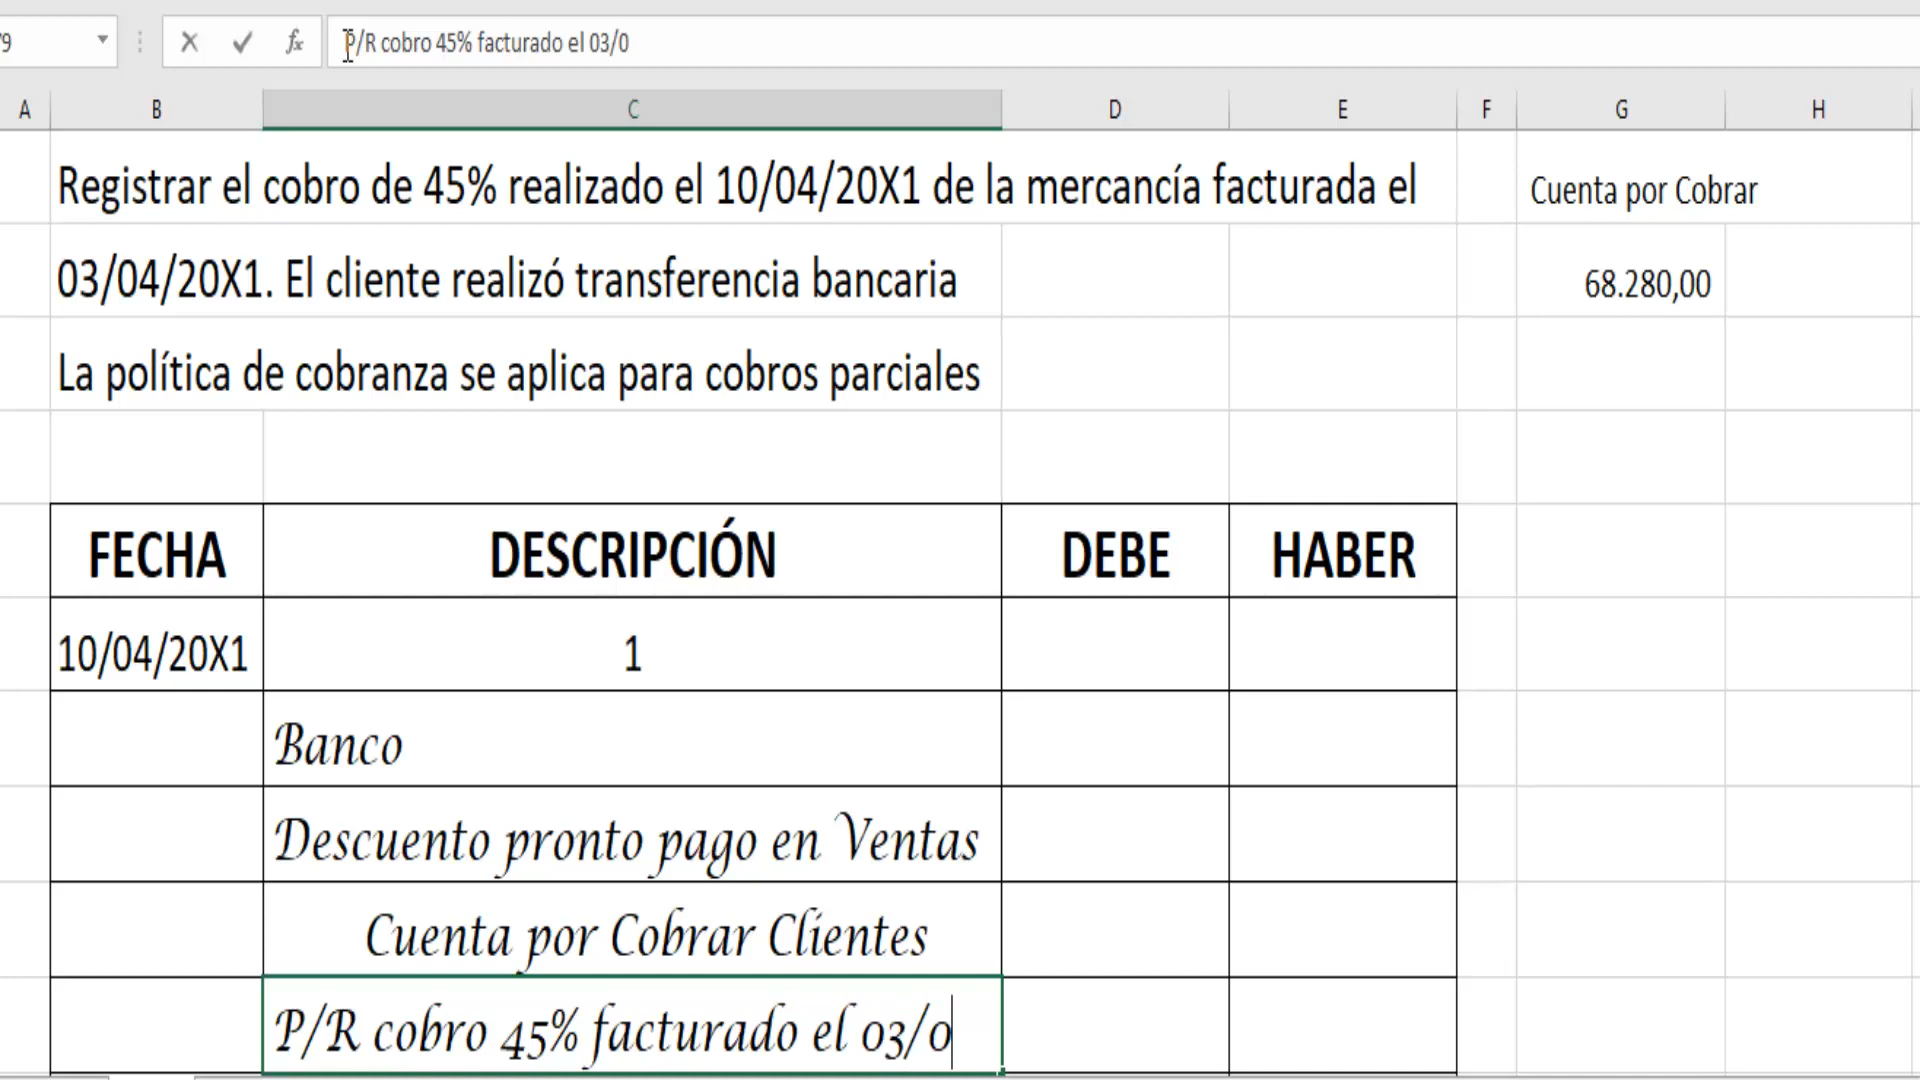 9
fx
P/R cobro 45% facturado el 03/0
A B C D E F G H
Registrar el cobro de 45% realizado el 10/04/20X1 de la mercancía facturada el
Cuenta por Cobrar
03/04/20X1. El cliente realizó transferencia bancaria
68.280,00
La política de cobranza se aplica para cobros parciales
FECHA DESCRIPCIÓN DEBE HABER
10/04/20X1 1
Banco
Descuento pronto pago en Ventas
Cuenta por Cobrar Clientes
P/R cobro 45% facturado el 03/0